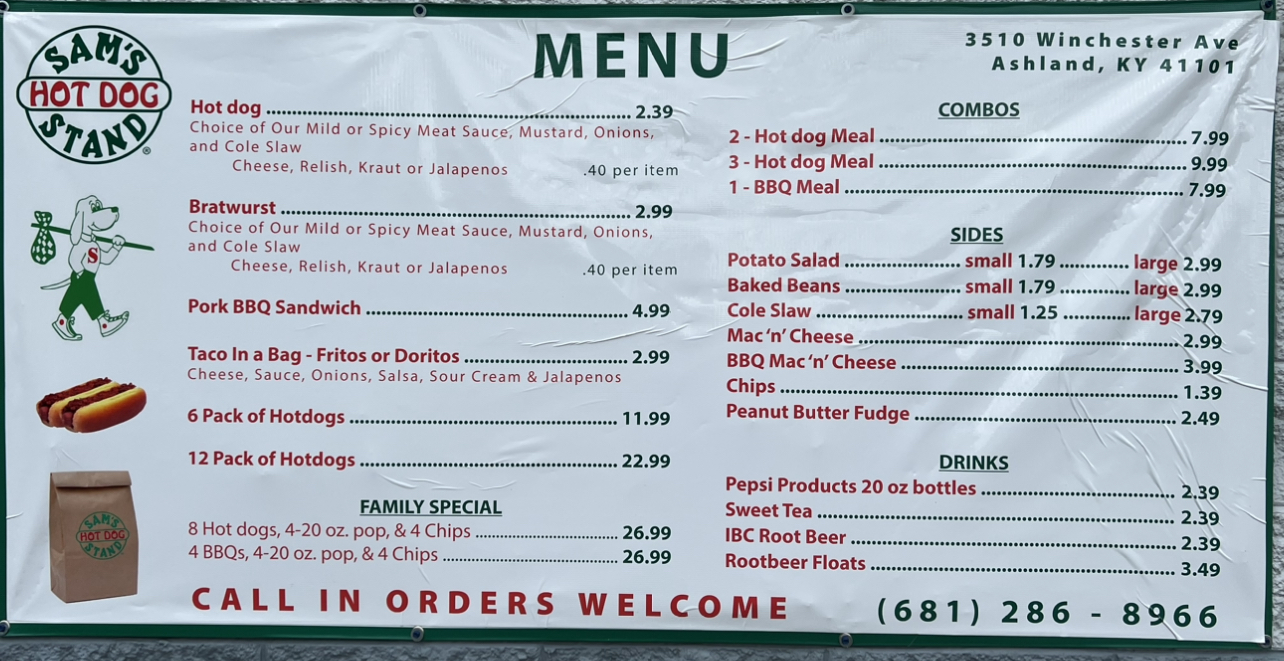 SAM'S
HOT DOG
STAND
®
MENU
3510 Winchester Ave
Ashland, KY 41101
Hot dog ........ 2.39
Choice of Our Mild or Spicy Meat Sauce, Mustard, Onions,
and Cole Slaw
Cheese, Relish, Kraut or Jalapenos .40 per item
Bratwurst ........ 2.99
Choice of Our Mild or Spicy Meat Sauce, Mustard, Onions,
and Cole Slaw
Cheese, Relish, Kraut or Jalapenos .40 per item
Pork BBQ Sandwich ........ 4.99
Taco In a Bag - Fritos or Doritos ........ 2.99
Cheese, Sauce, Onions, Salsa, Sour Cream & Jalapenos
6 Pack of Hotdogs ........ 11.99
12 Pack of Hotdogs ........ 22.99
FAMILY SPECIAL
8 Hot dogs, 4-20 oz. pop, & 4 Chips ........ 26.99
4 BBQs, 4-20 oz. pop, & 4 Chips ........ 26.99
COMBOS
2 - Hot dog Meal ........ 7.99
3 - Hot dog Meal ........ 9.99
1 - BBQ Meal ........ 7.99
SIDES
Potato Salad ........ small 1.79 ........ large 2.99
Baked Beans ........ small 1.79 ........ large 2.99
Cole Slaw ........ small 1.25 ........ large 2.79
Mac 'n' Cheese ........ 2.99
BBQ Mac 'n' Cheese ........ 3.99
Chips ........ 1.39
Peanut Butter Fudge ........ 2.49
DRINKS
Pepsi Products 20 oz bottles ........ 2.39
Sweet Tea ........ 2.39
IBC Root Beer ........ 2.39
Rootbeer Floats ........ 3.49
S
SAM'S
HOT DOG
STAND
CALL IN ORDERS WELCOME (681) 286 - 8966